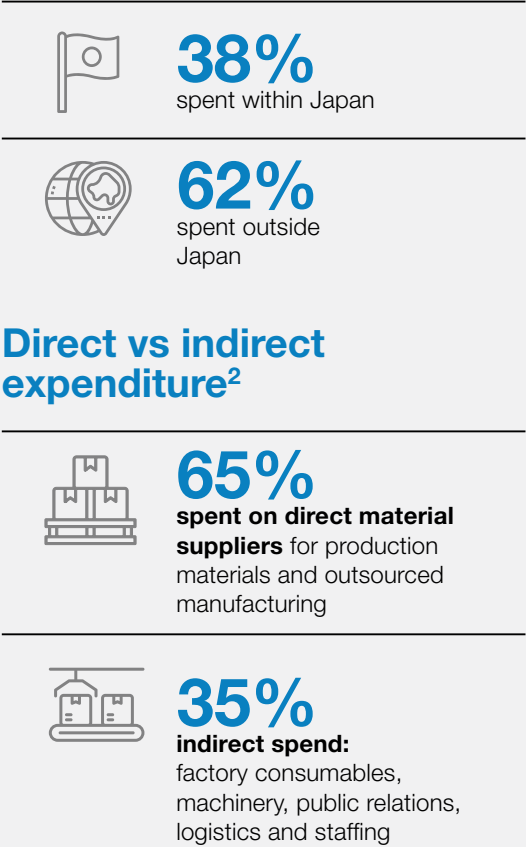 38%
spent within Japan
62%
spent outside
Japan
Direct vs indirect
expenditure²
65%
spent on direct material
suppliers for production
materials and outsourced
manufacturing
35%
indirect spend:
factory consumables,
machinery, public relations,
logistics and staffing